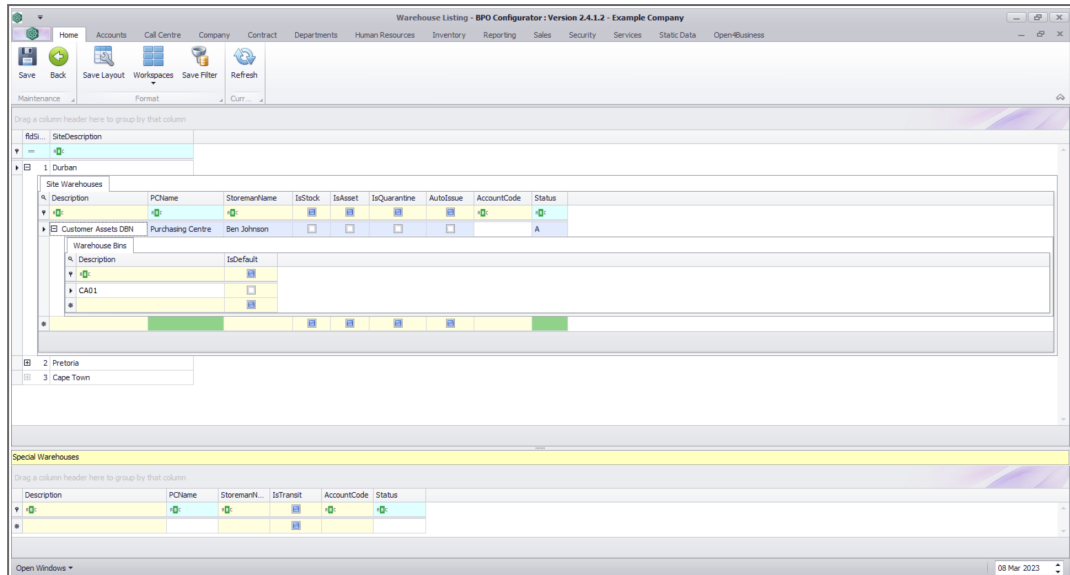 Warehouse Listing - BPO Configurator : Version 2.4.1.2 - Example Company
Home Accounts Call Centre Company Contract Departments Human Resources Inventory Reporting Sales Security Services Static Data Open4Business
Save Back Save Layout Workspaces Save Filter Refresh
Maintenance Format Curr...
Drag a column header here to group by that column
fldSi... SiteDescription
1 Durban
Site Warehouses
Description PCName StoremanName IsStock IsAsset IsQuarantine AutoIssue AccountCode Status
Customer Assets DBN Purchasing Centre Ben Johnson A
Warehouse Bins
Description IsDefault
CA01
2 Pretoria
3 Cape Town
Special Warehouses
Drag a column header here to group by that column
Description PCName StoremanN... IsTransit AccountCode Status
Open Windows 08 Mar 2023